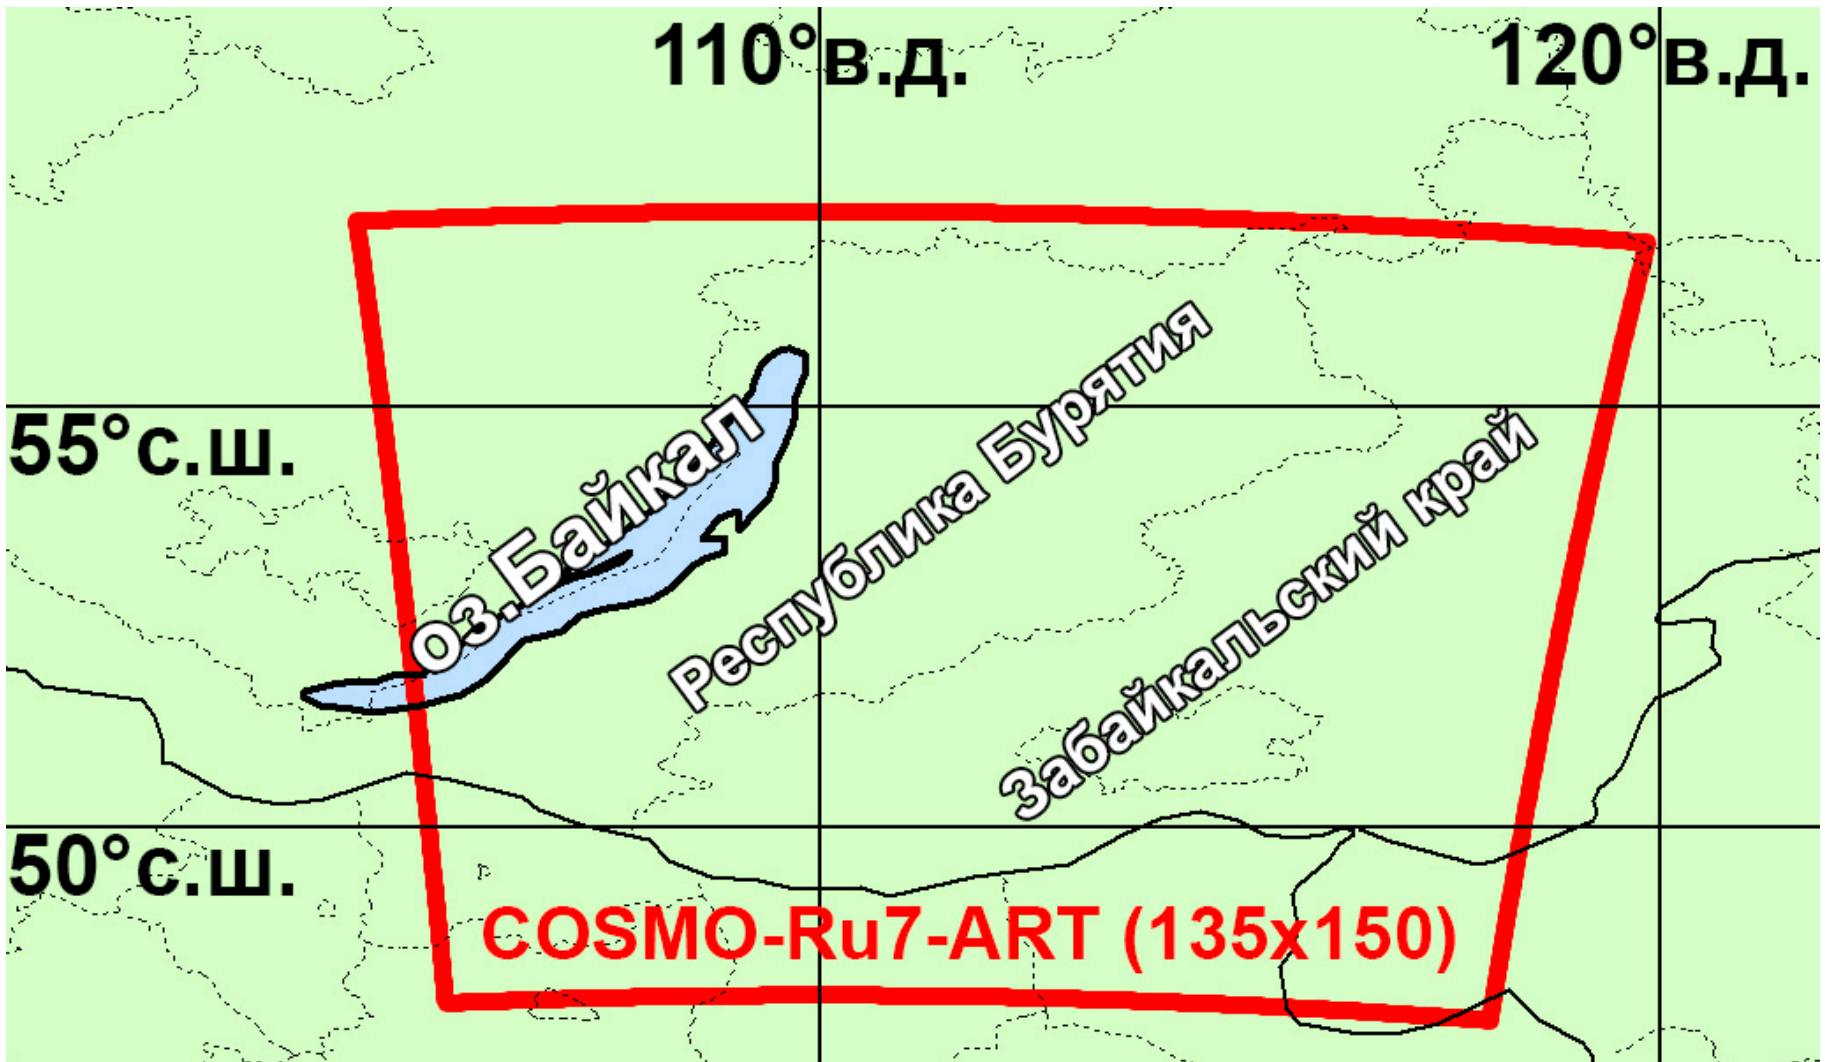 110°в.д.
120°в.д.
55°с.ш.
оз.Байкал
Республика Бурятия
Забайкальский край
50°с.ш.
COSMO-Ru7-ART (135x150)